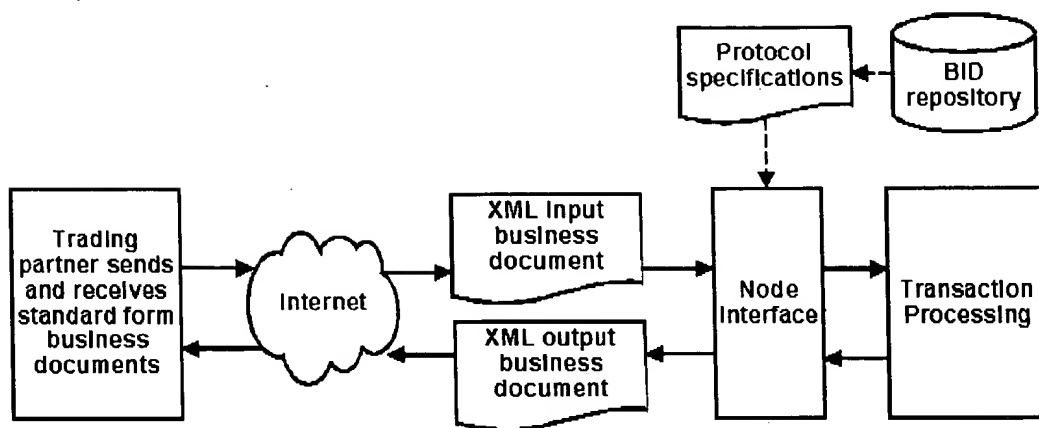 Protocol
specifications
BID
repository
Trading
partner sends
and receives
standard form
business
documents
Internet
XML input
business
document
XML output
business
document
Node
Interface
Transaction
Processing